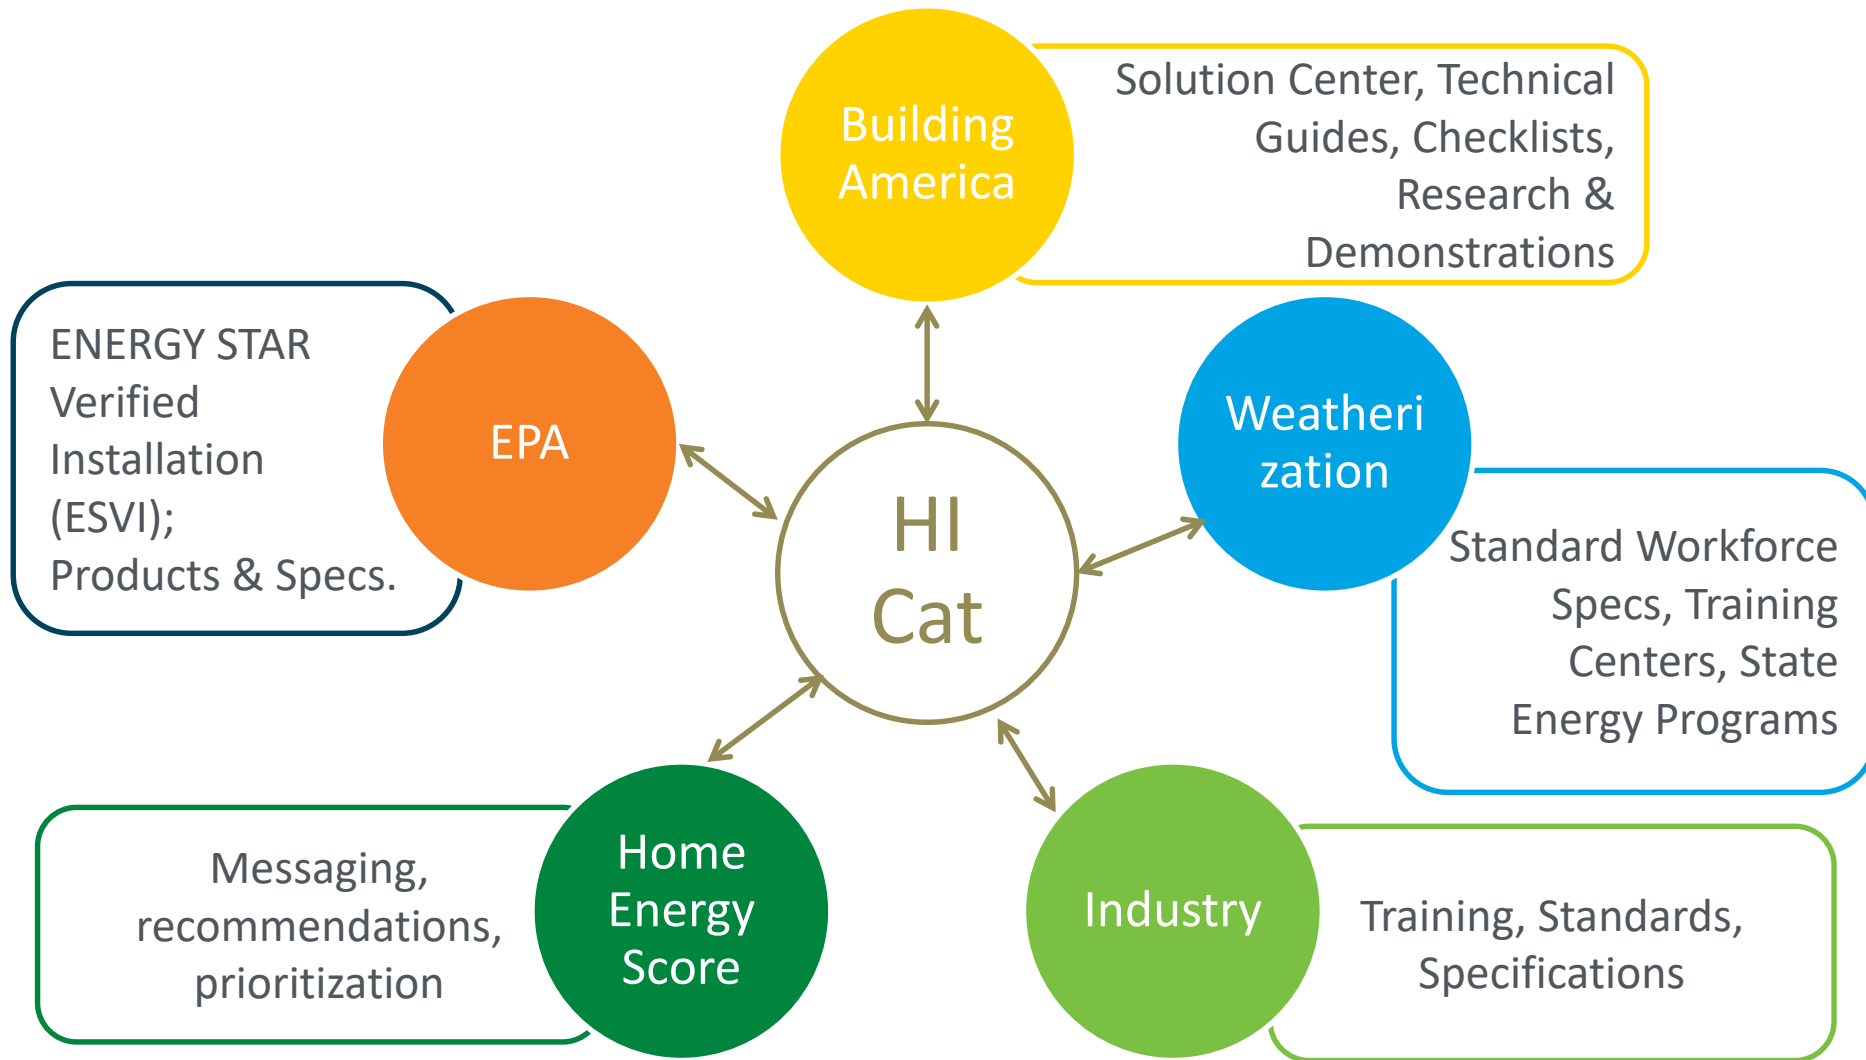 Building
America
Solution Center, Technical
Guides, Checklists,
Research &
Demonstrations
ENERGY STAR
Verified
Installation
(ESVI);
Products & Specs.
EPA
Weatheri
zation
Standard Workforce
Specs, Training
Centers, State
Energy Programs
HI
Cat
Messaging,
recommendations,
prioritization
Home
Energy
Score
Industry
Training, Standards,
Specifications